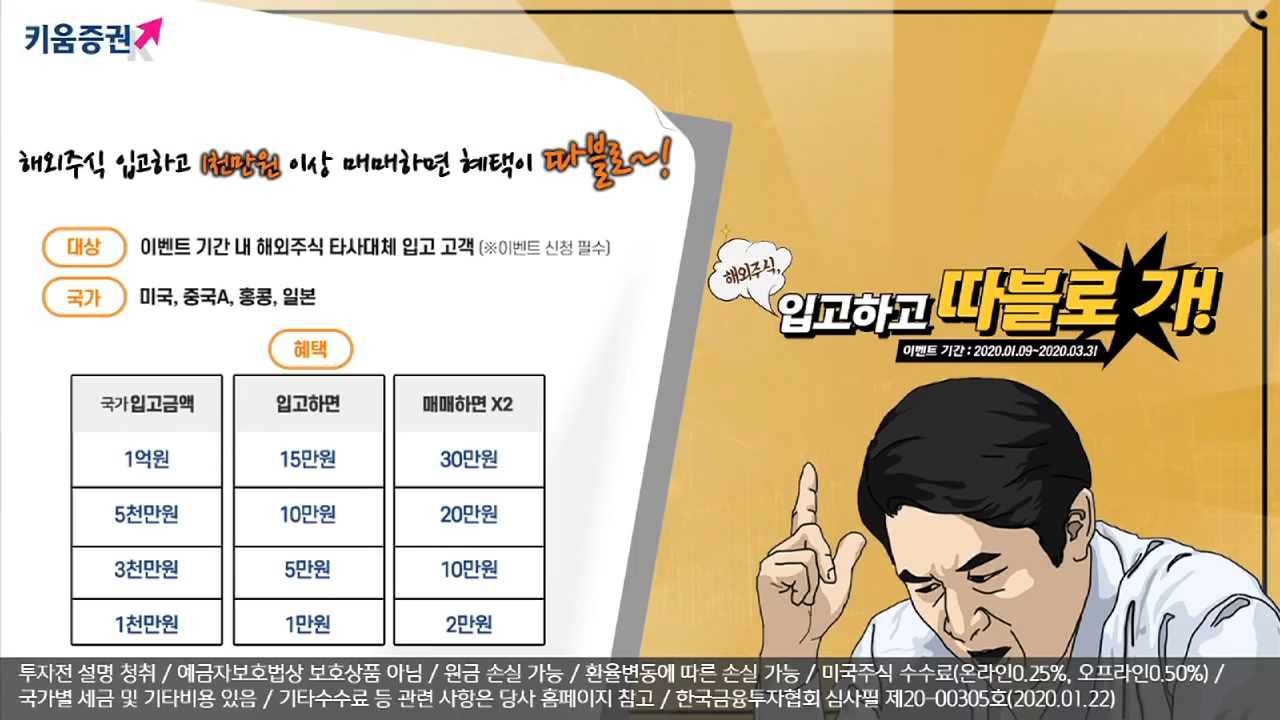 키움증권
해외주식 입고하고 1천만원 이상 매매하면 혜택이 따블로~!
대상 이벤트 기간 내 해외주식 타사대체 입고 고객 (※이벤트 신청 필수)
국가 미국, 중국A, 홍콩, 일본
혜택
국가입고금액 입고하면 매매하면 X2
1억원 15만원 30만원
5천만원 10만원 20만원
3천만원 5만원 10만원
1천만원 1만원 2만원
해외주식,
입고하고 따블로 가!
이벤트 기간 : 2020.01.09~2020.03.31
투자전 설명 청취 / 예금자보호법상 보호상품 아님 / 원금 손실 가능 / 환율변동에 따른 손실 가능 / 미국주식 수수료(온라인0.25%, 오프라인0.50%) /
국가별 세금 및 기타비용 있음 / 기타수수료 등 관련 사항은 당사 홈페이지 참고 / 한국금융투자협회 심사필 제20-00305호(2020.01.22)